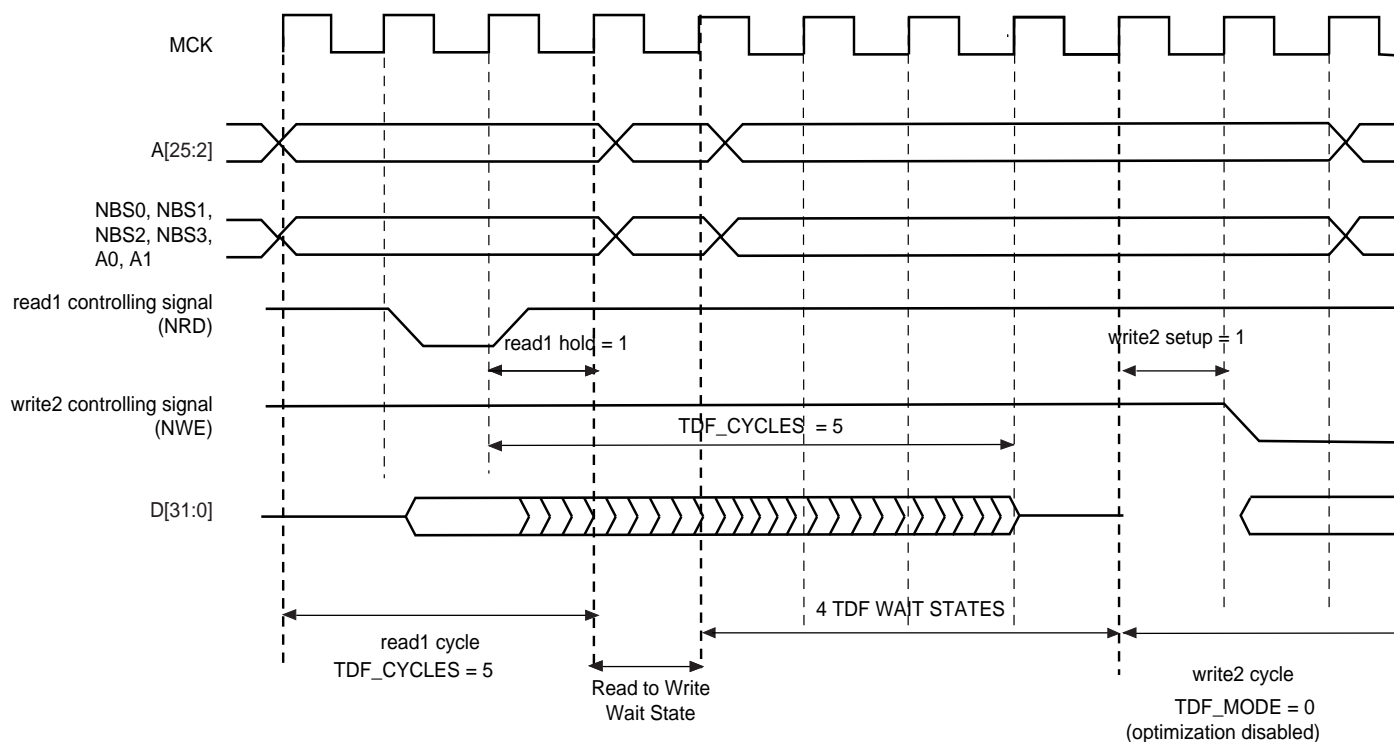 MCK
A[25:2]
NBS0, NBS1,
NBS2, NBS3,
A0, A1
read1 controlling signal
(NRD)
read1 hold = 1
write2 setup = 1
write2 controlling signal
(NWE)
TDF_CYCLES = 5
D[31:0]
4 TDF WAIT STATES
read1 cycle
TDF_CYCLES = 5
Read to Write
Wait State
write2 cycle
TDF_MODE = 0
(optimization disabled)